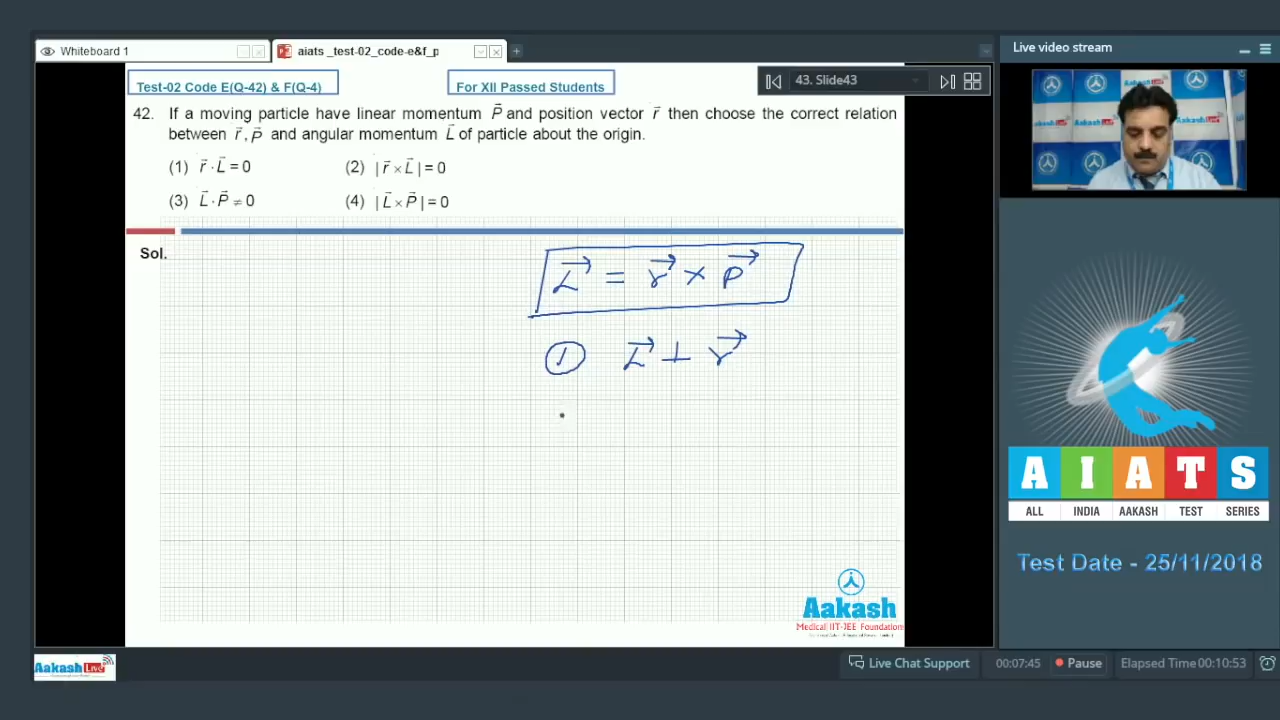 Whiteboard 1
aiats _test-02_code-e&f_p
Live video stream
Test-02 Code E(Q-42) & F(Q-4)
For XII Passed Students
43. Slide43
42. If a moving particle have linear momentum P⃗ and position vector r⃗ then choose the correct relation
between r⃗, p⃗ and angular momentum L⃗ of particle about the origin.
(1) r⃗ · L⃗ = 0 (2) |r⃗ × L⃗| = 0
(3) L⃗ · P⃗ ≠ 0 (4) |L⃗ × P⃗| = 0
Sol.
L⃗ = r⃗ × P⃗
① L⃗ ⊥ r⃗
A I A T S
ALL INDIA AAKASH TEST SERIES
Test Date - 25/11/2018
Aakash
Medical IIT-JEE Foundations
Aakash Live
Live Chat Support
00:07:45
Pause
Elapsed Time 00:10:53